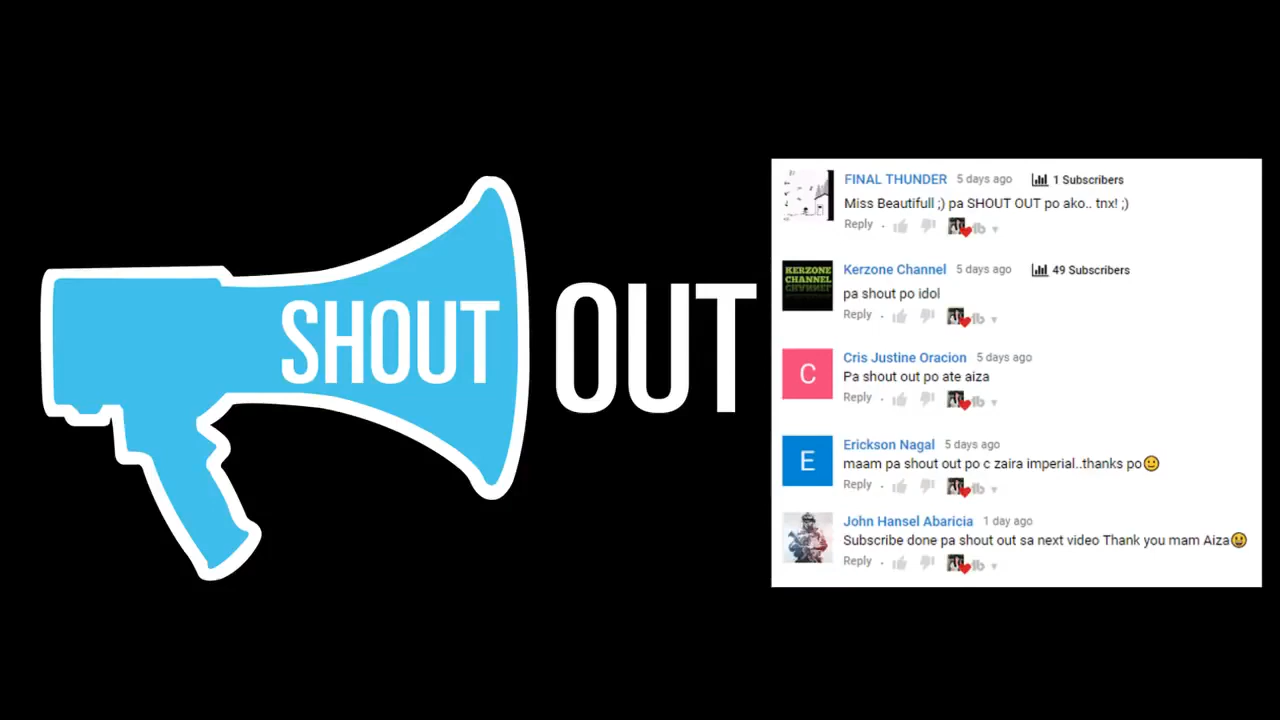 SHOUT OUT
FINAL THUNDER 5 days ago 1 Subscribers
Miss Beautifull ;) pa SHOUT OUT po ako.. tnx! ;)
Reply
KERZONE CHANNEL
Kerzone Channel 5 days ago 49 Subscribers
pa shout po idol
Reply
C
Cris Justine Oracion 5 days ago
Pa shout out po ate aiza
Reply
E
Erickson Nagal 5 days ago
maam pa shout out po c zaira imperial..thanks po
Reply
John Hansel Abaricia 1 day ago
Subscribe done pa shout out sa next video Thank you mam Aiza
Reply